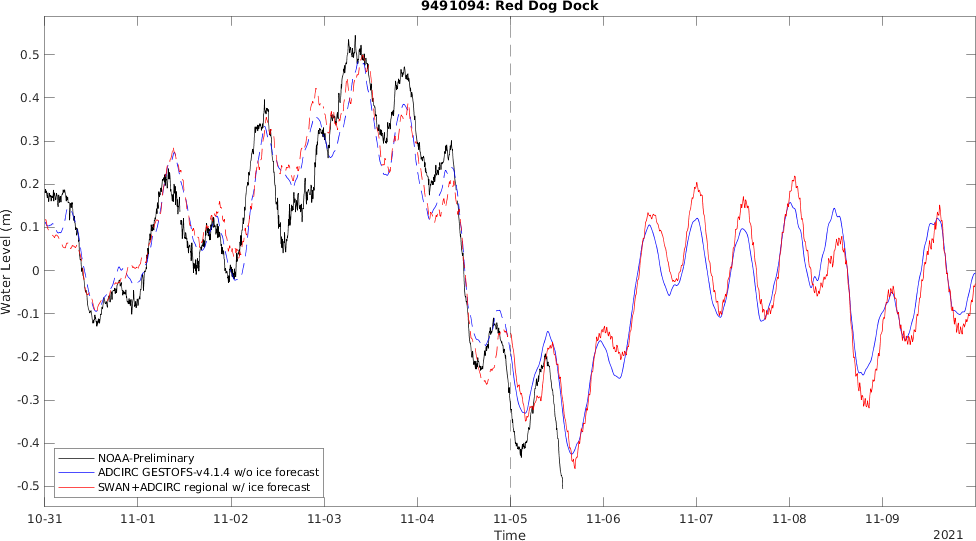 9491094: Red Dog Dock
Water Level (m)
0.5
0.4
0.3
0.2
0.1
0
-0.1
-0.2
-0.3
-0.4
-0.5
NOAA-Preliminary
ADCIRC GESTOFS-v4.1.4 w/o ice forecast
SWAN+ADCIRC regional w/ ice forecast
10-31 11-01 11-02 11-03 11-04 11-05 11-06 11-07 11-08 11-09
Time
2021